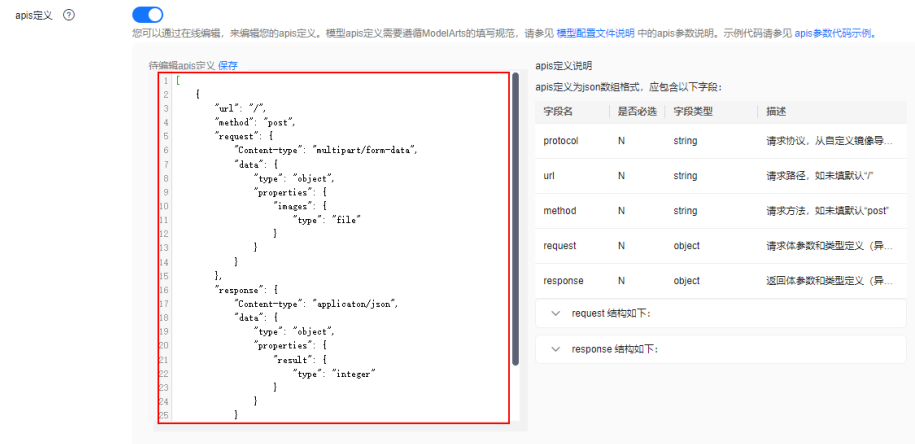 apis定义 ?
您可以通过在线编辑，来编辑您的apis定义。模型apis定义需要遵循ModelArts的填写规范，请参见 模型配置文件说明 中的apis参数说明。示例代码请参见 apis参数代码示例。
待编辑apis定义 保存
1 [
2 {
3 "url": "/",
4 "method": "post",
5 "request": {
6 "Content-type": "multipart/form-data",
7 "data": {
8 "type": "object",
9 "properties": {
10 "images": {
11 "type": "file"
12 }
13 }
14 }
15 },
16 "response": {
17 "Content-type": "applicaton/json",
18 "data": {
19 "type": "object",
20 "properties": {
21 "result": {
22 "type": "integer"
23 }
24 }
25 }
apis定义说明
apis定义为json数组格式，应包含以下字段：
字段名 是否必选 字段类型 描述
protocol N string 请求协议，从自定义镜像导...
url N string 请求路径，如未填默认“/”
method N string 请求方法，如未填默认“post”
request N object 请求体参数和类型定义（异...
response N object 返回体参数和类型定义（异...
request 结构如下：
response 结构如下：